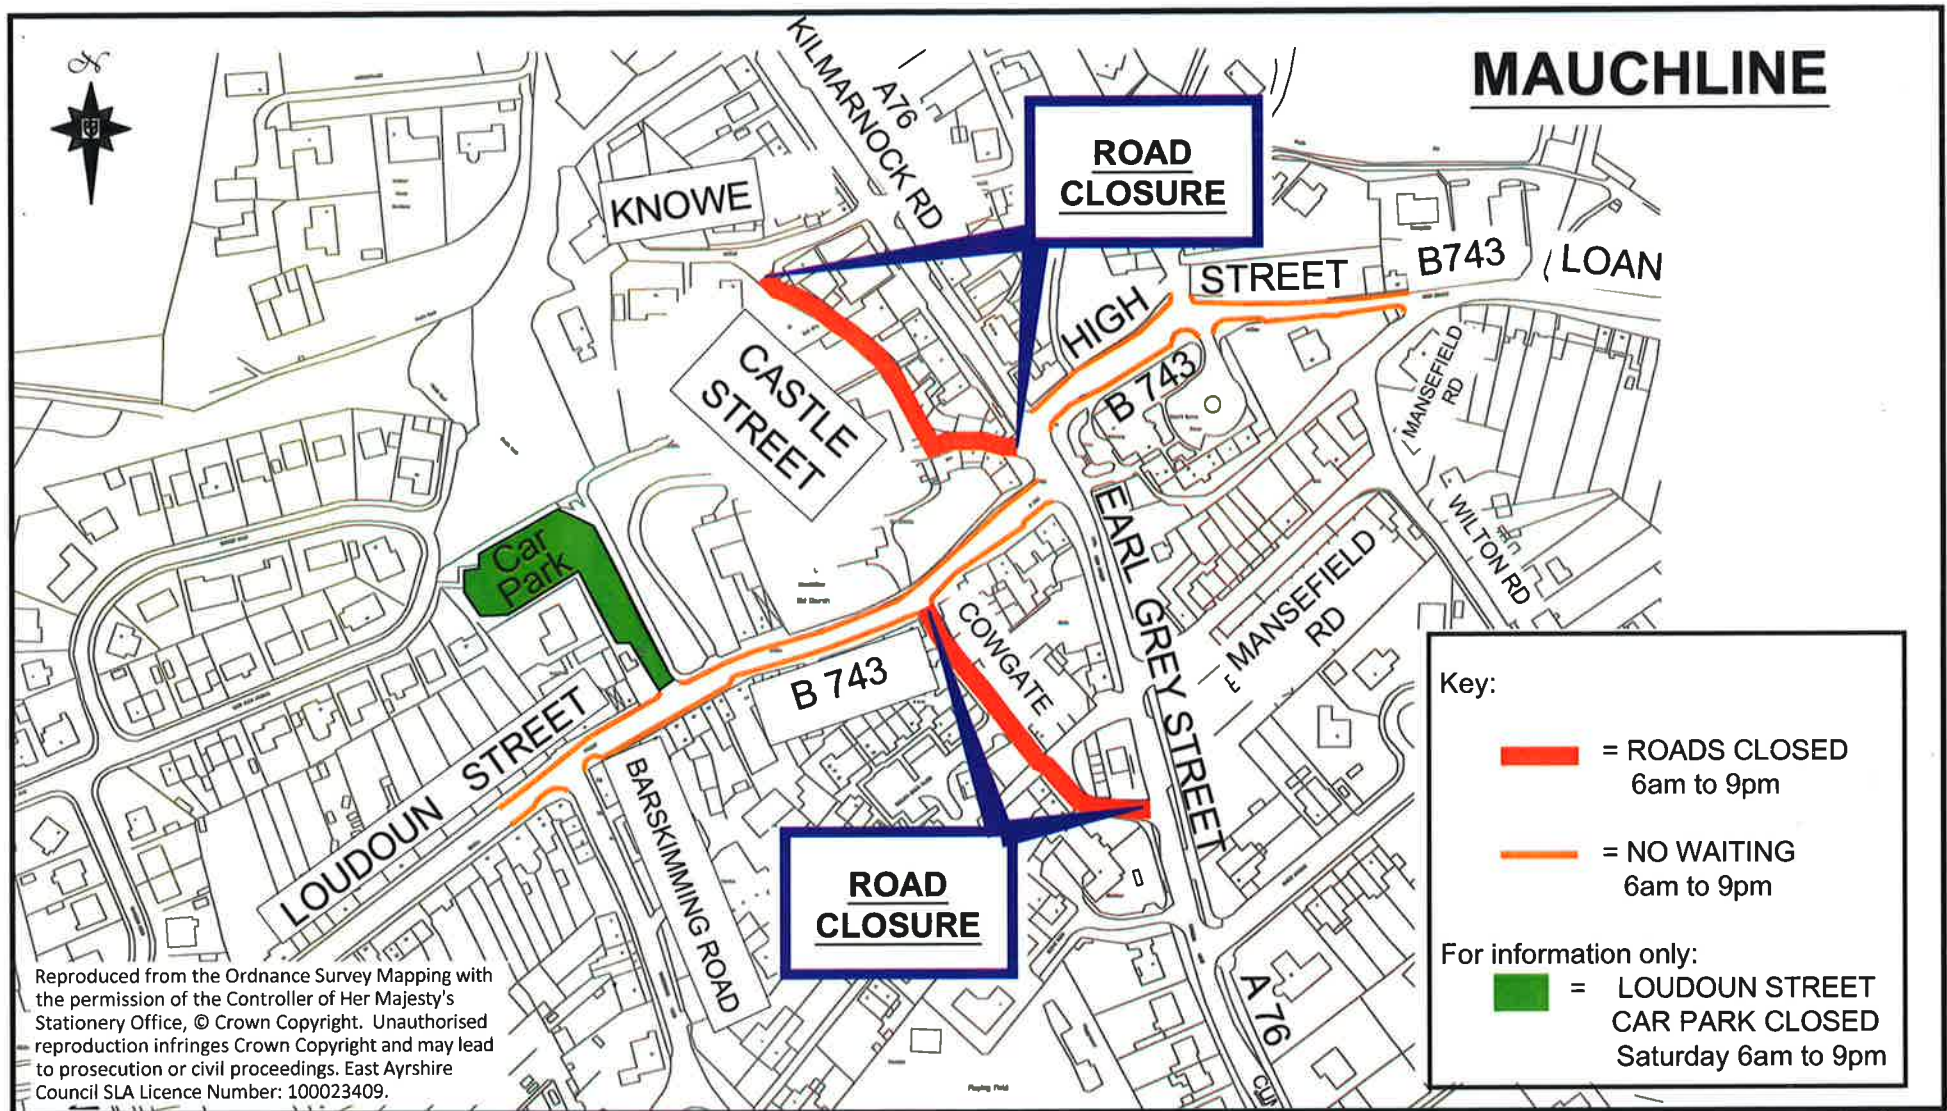 MAUCHLINE
N
KILMARNOCK RD
A76
ROAD
CLOSURE
KNOWE
HIGH
STREET
B743
LOAN
CASTLE
STREET
B 743
MANSEFIELD
RD
WILTON RD
EARL GREY STREET
Car
Park
COWGATE
MANSEFIELD
RD
B 743
LOUDOUN STREET
BARSKIMMING ROAD
ROAD
CLOSURE
A 76
Playing Field
Key:
= ROADS CLOSED
6am to 9pm
= NO WAITING
6am to 9pm
For information only:
= LOUDOUN STREET
CAR PARK CLOSED
Saturday 6am to 9pm
Reproduced from the Ordnance Survey Mapping with
the permission of the Controller of Her Majesty's
Stationery Office, © Crown Copyright. Unauthorised
reproduction infringes Crown Copyright and may lead
to prosecution or civil proceedings. East Ayrshire
Council SLA Licence Number: 100023409.